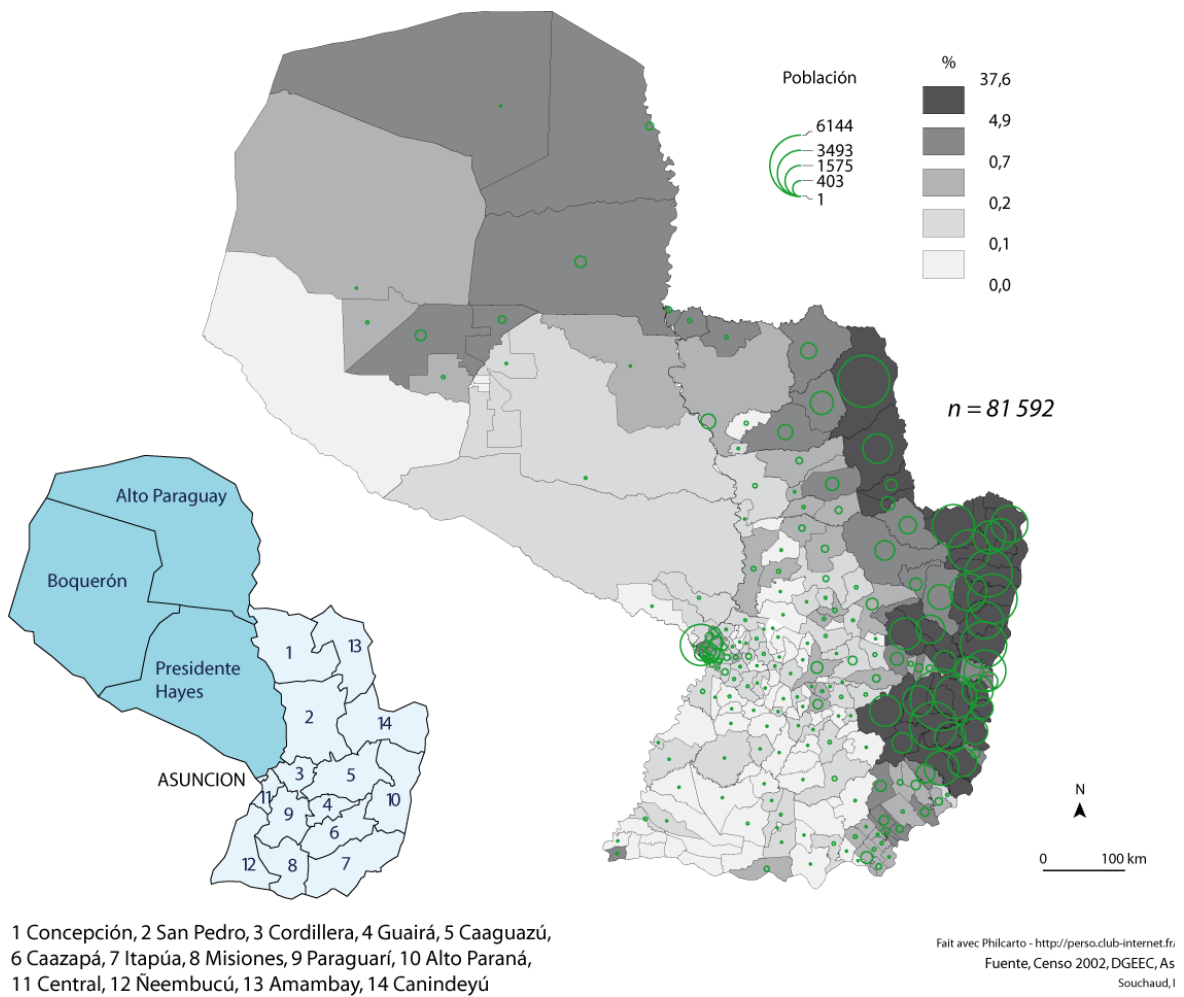 Población
6144
3493
1575
403
1
%
37,6
4,9
0,7
0,2
0,1
0,0
n = 81 592
Alto Paraguay
Boquerón
Presidente
Hayes
ASUNCION
1
13
2
14
3
5
4
10
11
9
6
12
8
7
N
0 100 km
1 Concepción, 2 San Pedro, 3 Cordillera, 4 Guairá, 5 Caaguazú,
6 Caazapá, 7 Itapúa, 8 Misiones, 9 Paraguarí, 10 Alto Paraná,
11 Central, 12 Ñeembucú, 13 Amambay, 14 Canindeyú
Fait avec Philcarto - http://perso.club-internet.fr/
Fuente, Censo 2002, DGEEC, As
Souchaud,